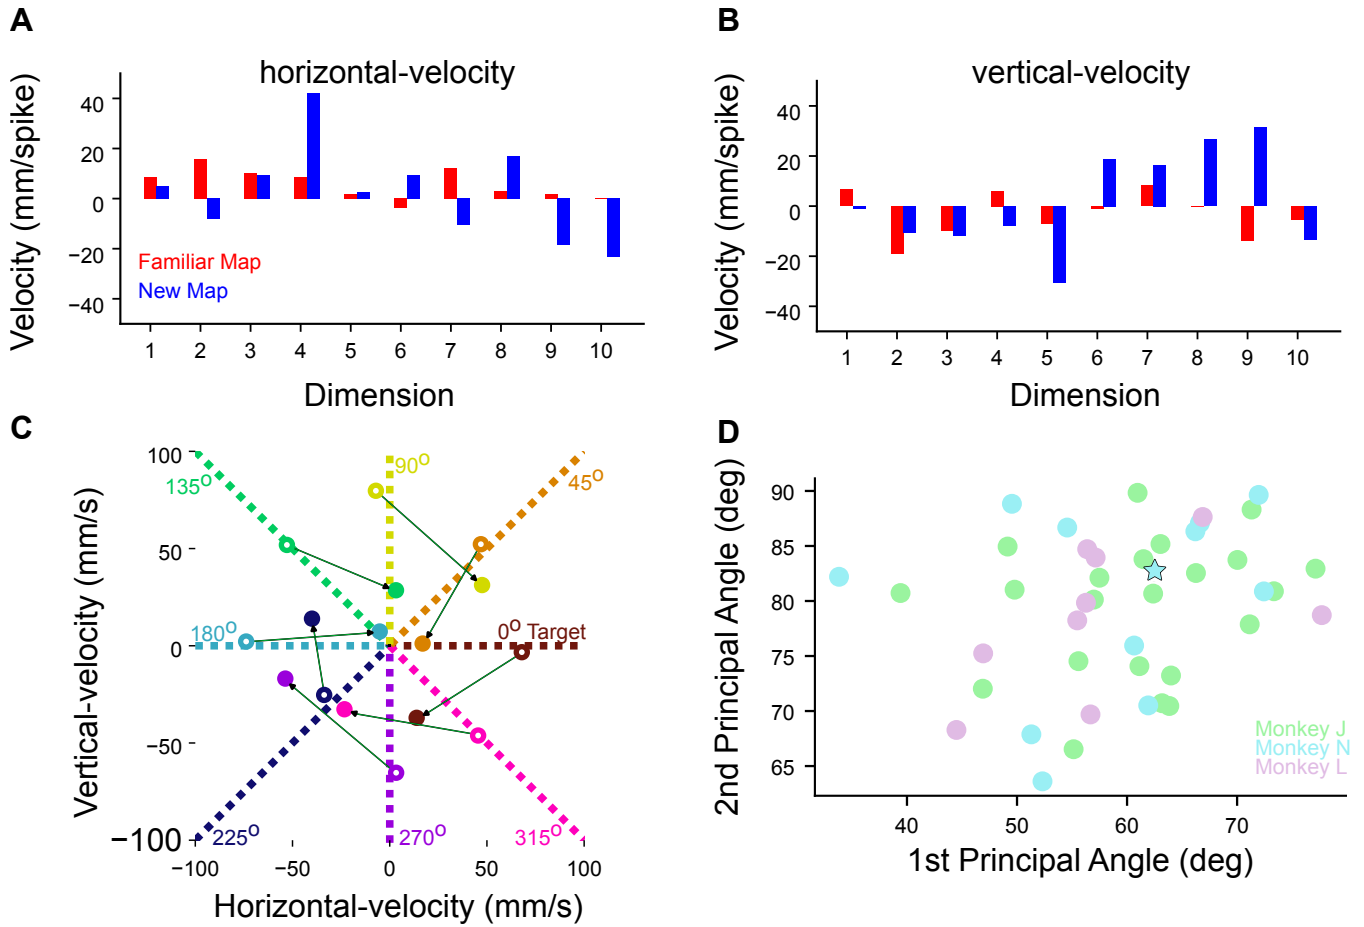 A
horizontal-velocity
Velocity (mm/spike)
40
20
0
−20
−40
Familiar Map
New Map
1 2 3 4 5 6 7 8 9 10
Dimension
B
vertical-velocity
Velocity (mm/spike)
40
20
0
−20
−40
1 2 3 4 5 6 7 8 9 10
Dimension
C
Vertical-velocity (mm/s)
100
50
0
−50
−100
135o
90o
45o
180o
0o Target
225o
270o
315o
−100 −50 0 50 100
Horizontal-velocity (mm/s)
D
2nd Principal Angle (deg)
90
85
80
75
70
65
Monkey J
Monkey N
Monkey L
40 50 60 70
1st Principal Angle (deg)